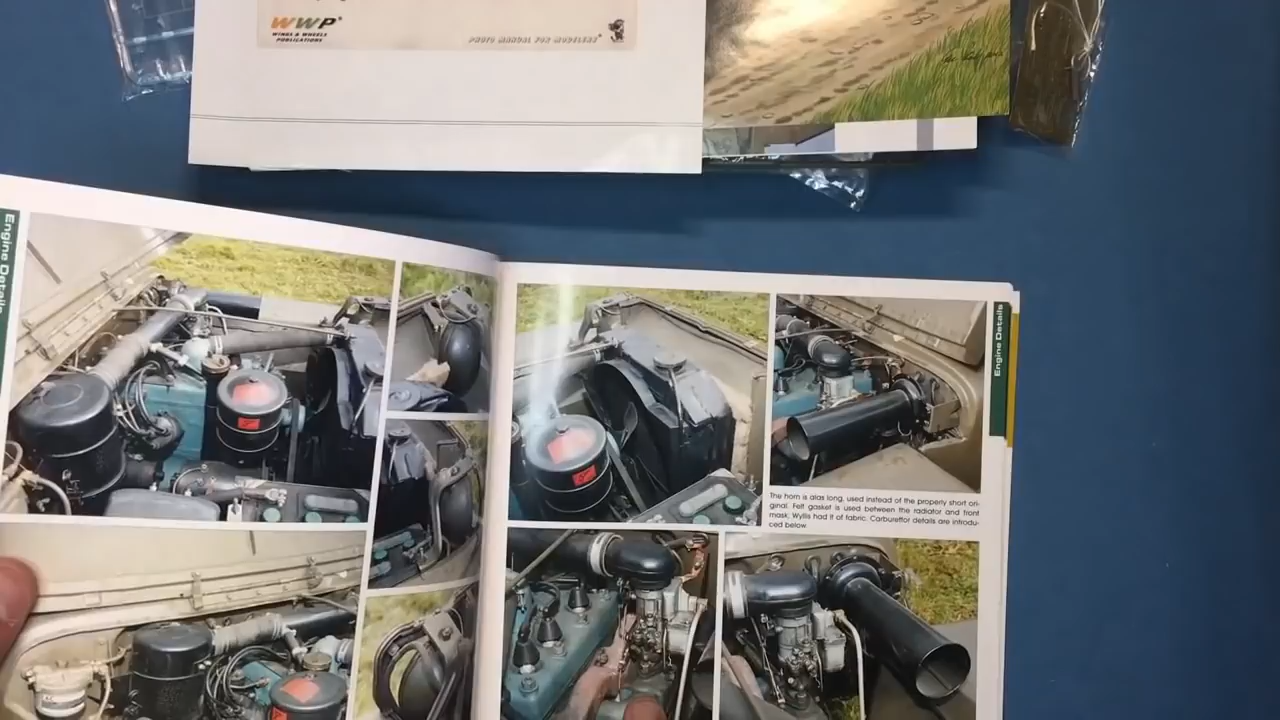 WWP
WINGS & WHEELS
PUBLICATIONS
PHOTO MANUAL FOR MODELERS
Engine Details
Engine Details
The horn is alas long, used instead of the properly short ori-
ginal. Felt gasket is used between the radiator and front
mask; Wyllis had it of fabric. Carburettor details are introdu-
ced below